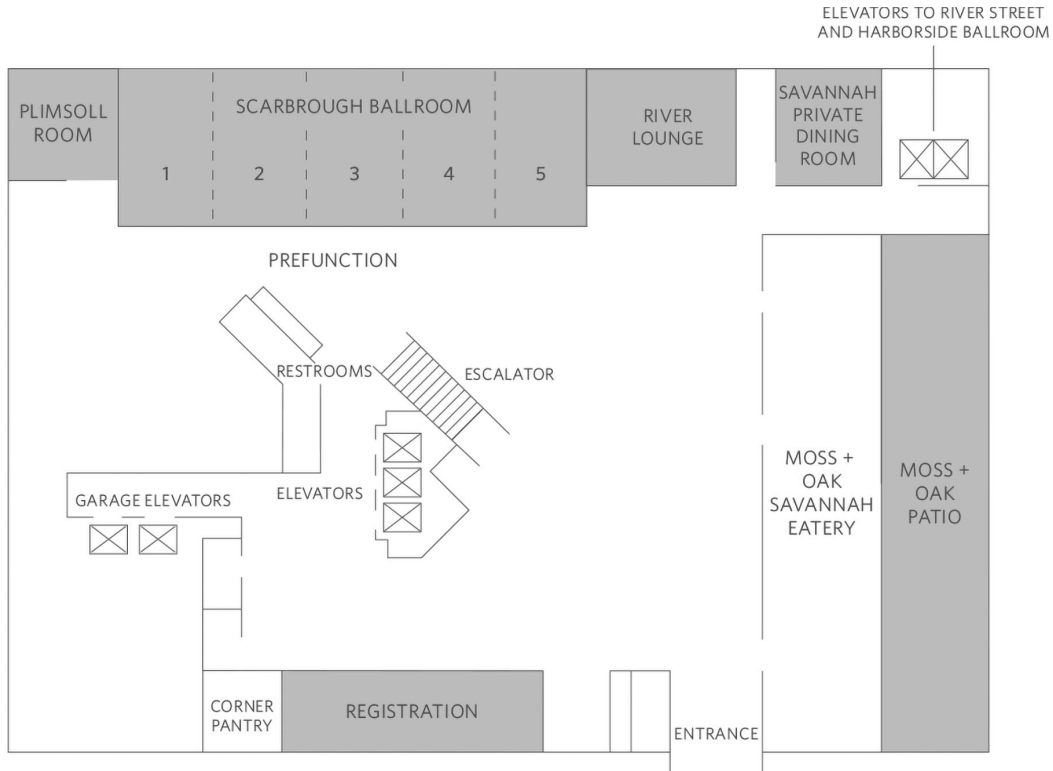 ELEVATORS TO RIVER STREET
AND HARBORSIDE BALLROOM
PLIMSOLL
ROOM
SCARBROUGH BALLROOM
1
2
3
4
5
RIVER
LOUNGE
SAVANNAH
PRIVATE
DINING
ROOM
PREFUNCTION
RESTROOMS
ESCALATOR
GARAGE ELEVATORS
ELEVATORS
MOSS +
OAK
SAVANNAH
EATERY
MOSS +
OAK
PATIO
CORNER
PANTRY
REGISTRATION
ENTRANCE